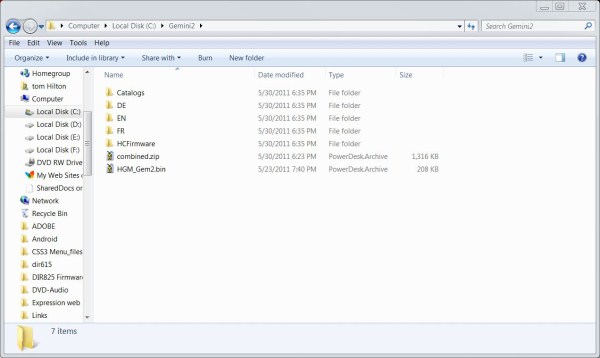 Computer Local Disk (C:) Gemini2
Search Gemini2
File Edit View Tools Help
Organize Include in library Share with Burn New folder
Name Date modified Type Size
Homegroup
tom Hilton
Computer
Local Disk (C:)
Local Disk (D:)
Local Disk (E:)
Local Disk (F:)
DVD RW Drive
My Web Sites
SharedDocs on
Network
Recycle Bin
ADOBE
Android
CSS3 Menu_files
dir615
DIR825 Firmwar
DVD-Audio
Expression web
Links
Catalogs 5/30/2011 6:35 PM File folder
DE 5/30/2011 6:35 PM File folder
EN 5/30/2011 6:35 PM File folder
FR 5/30/2011 6:35 PM File folder
HCFirmware 5/30/2011 6:35 PM File folder
combined.zip 5/30/2011 6:23 PM PowerDesk.Archive 1,316 KB
HGM_Gem2.bin 5/23/2011 7:40 PM PowerDesk.Archive 208 KB
7 items